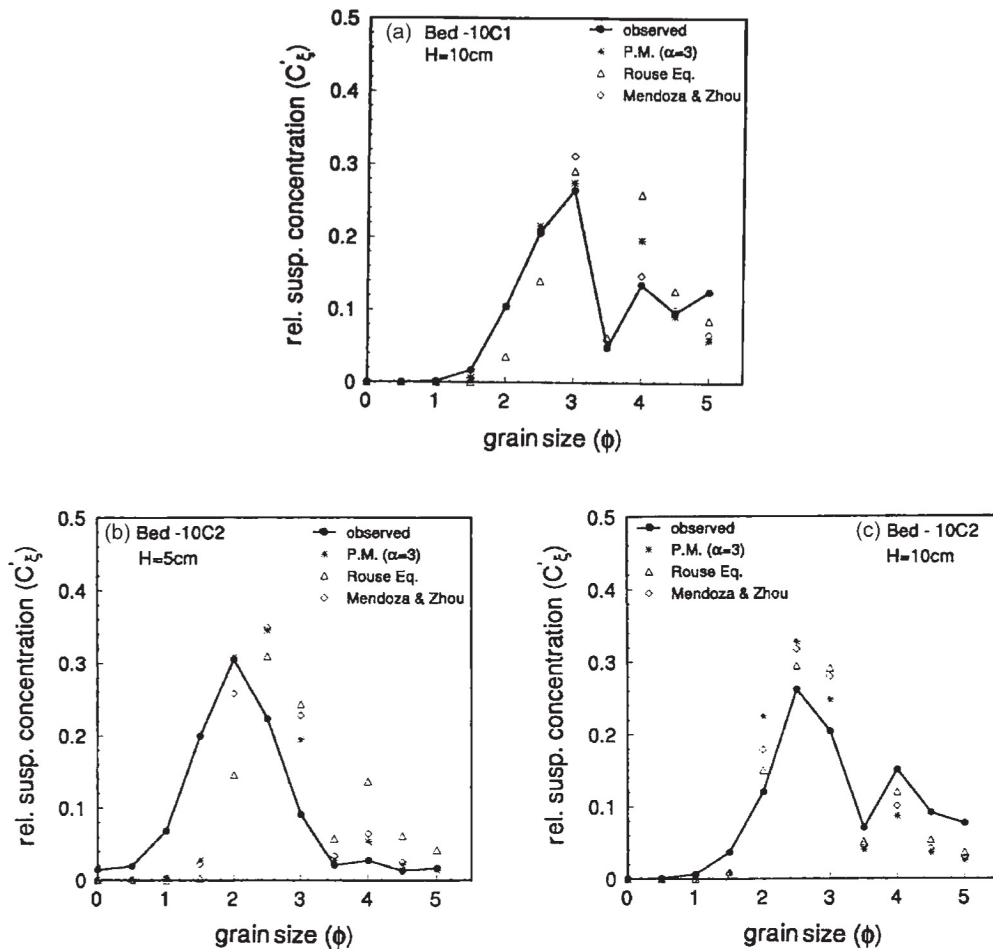 (a) Bed -10C1
H=10cm
observed
P.M. (α=3)
Rouse Eq.
Mendoza & Zhou
rel. susp. concentration (C'ξ)
0.5
0.4
0.3
0.2
0.1
0
0 1 2 3 4 5
grain size (ϕ)
(b) Bed -10C2
H=5cm
observed
P.M. (α=3)
Rouse Eq.
Mendoza & Zhou
rel. susp. concentration (C'ξ)
0.5
0.4
0.3
0.2
0.1
0
0 1 2 3 4 5
grain size (ϕ)
(c) Bed - 10C2
H=10cm
observed
P.M. (α=3)
Rouse Eq.
Mendoza & Zhou
rel. susp. concentration (C'ξ)
0.5
0.4
0.3
0.2
0.1
0
0 1 2 3 4 5
grain size (ϕ)